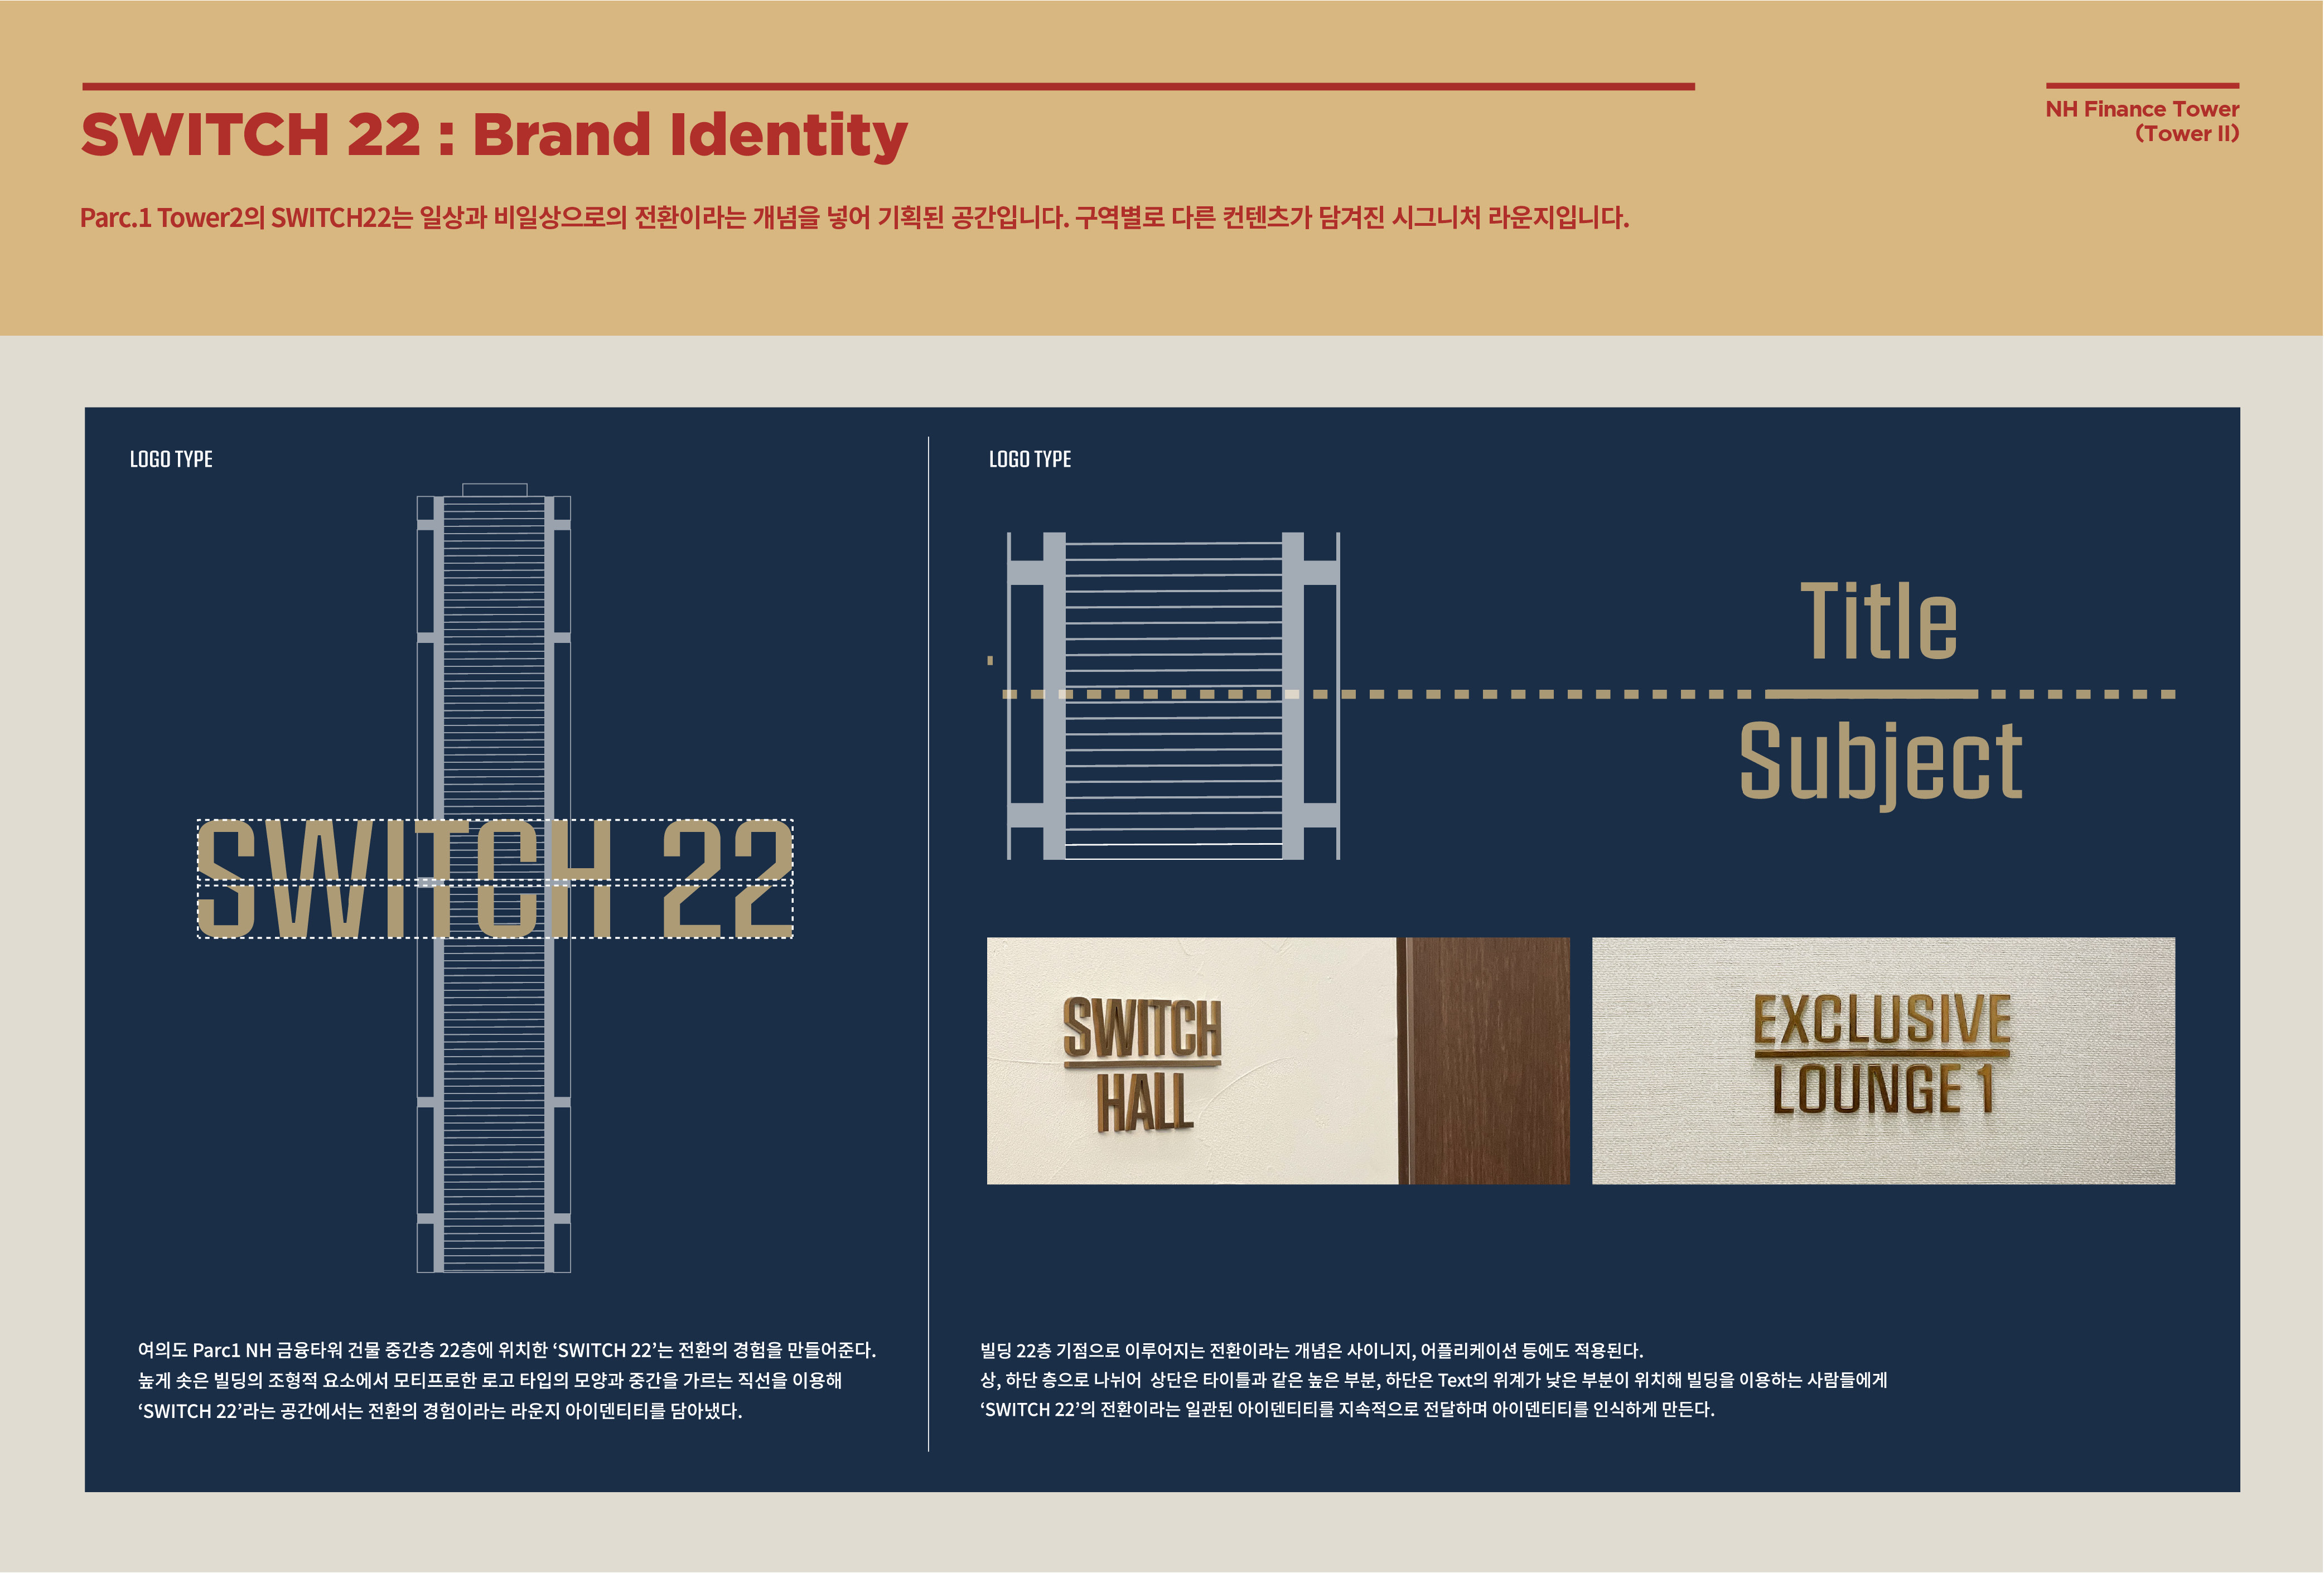 SWITCH 22 : Brand Identity
NH Finance Tower
(Tower II)
Parc.1 Tower2의 SWITCH22는 일상과 비일상으로의 전환이라는 개념을 넣어 기획된 공간입니다. 구역별로 다른 컨텐츠가 담겨진 시그니처 라운지입니다.
LOGO TYPE
SWITCH 22
여의도 Parc1 NH 금융타워 건물 중간층 22층에 위치한 ‘SWITCH 22’는 전환의 경험을 만들어준다.
높게 솟은 빌딩의 조형적 요소에서 모티프로한 로고 타입의 모양과 중간을 가르는 직선을 이용해
‘SWITCH 22’라는 공간에서는 전환의 경험이라는 라운지 아이덴티티를 담아냈다.
LOGO TYPE
Title
Subject
SWITCH
HALL
EXCLUSIVE
LOUNGE 1
빌딩 22층 기점으로 이루어지는 전환이라는 개념은 사이니지, 어플리케이션 등에도 적용된다.
상, 하단 층으로 나뉘어 상단은 타이틀과 같은 높은 부분, 하단은 Text의 위계가 낮은 부분이 위치해 빌딩을 이용하는 사람들에게
‘SWITCH 22’의 전환이라는 일관된 아이덴티티를 지속적으로 전달하며 아이덴티티를 인식하게 만든다.